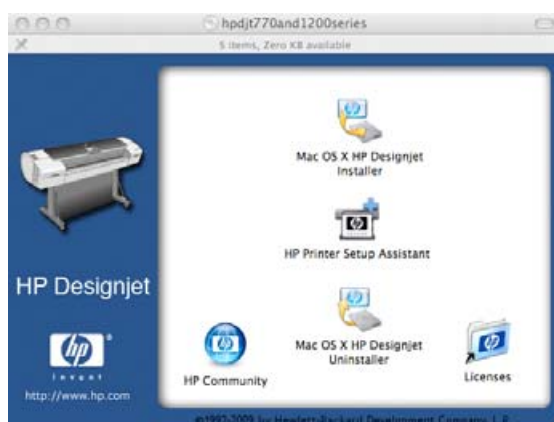 hpdjt770and1200series
5 items, Zero KB available
Mac OS X HP Designjet
Installer
HP Printer Setup Assistant
HP Designjet
Mac OS X HP Designjet
Uninstaller
HP Community
Licenses
hp
invent
http://www.hp.com
©1992-2009 by Hewlett-Packard Development Company, L.P.